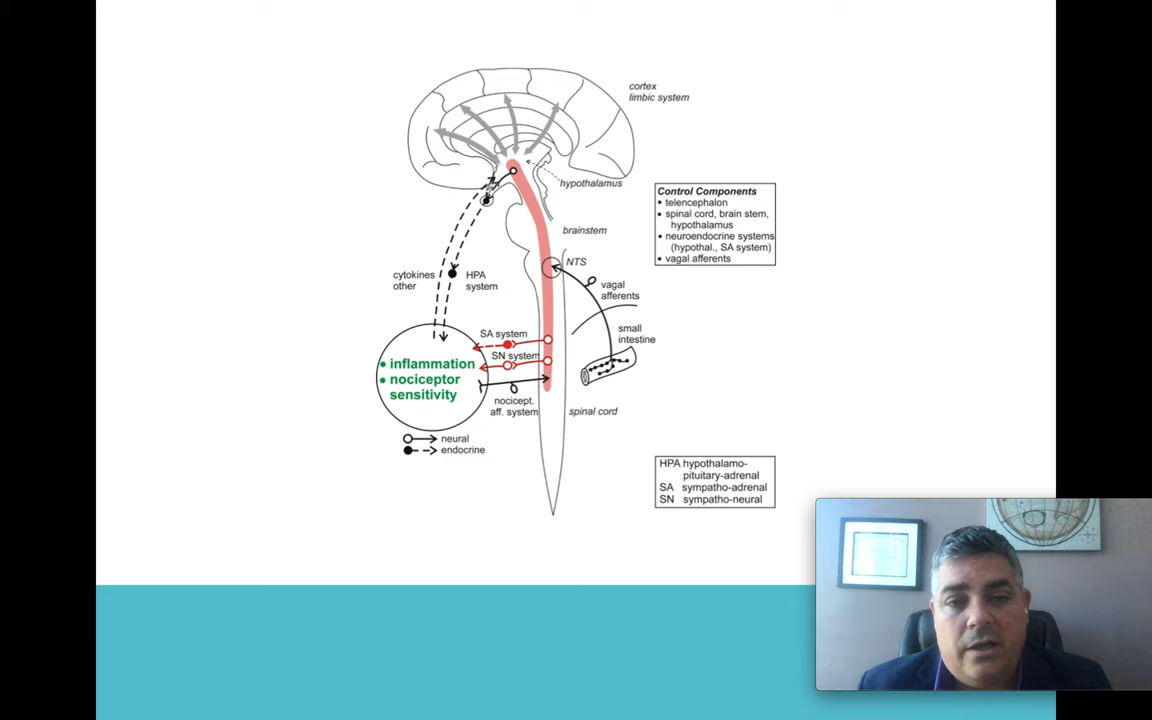 cortex
limbic system
hypothalamus
Control Components
• telencephalon
• spinal cord, brain stem,
hypothalamus
• neuroendocrine systems
(hypothal., SA system)
• vagal afferents
brainstem
NTS
cytokines
other
HPA
system
vagal
afferents
SA system
small
intestine
SN system
• inflammation
• nociceptor
sensitivity
nocicept.
aff. system
spinal cord
neural
endocrine
HPA hypothalamo-
pituitary-adrenal
SA sympatho-adrenal
SN sympatho-neural